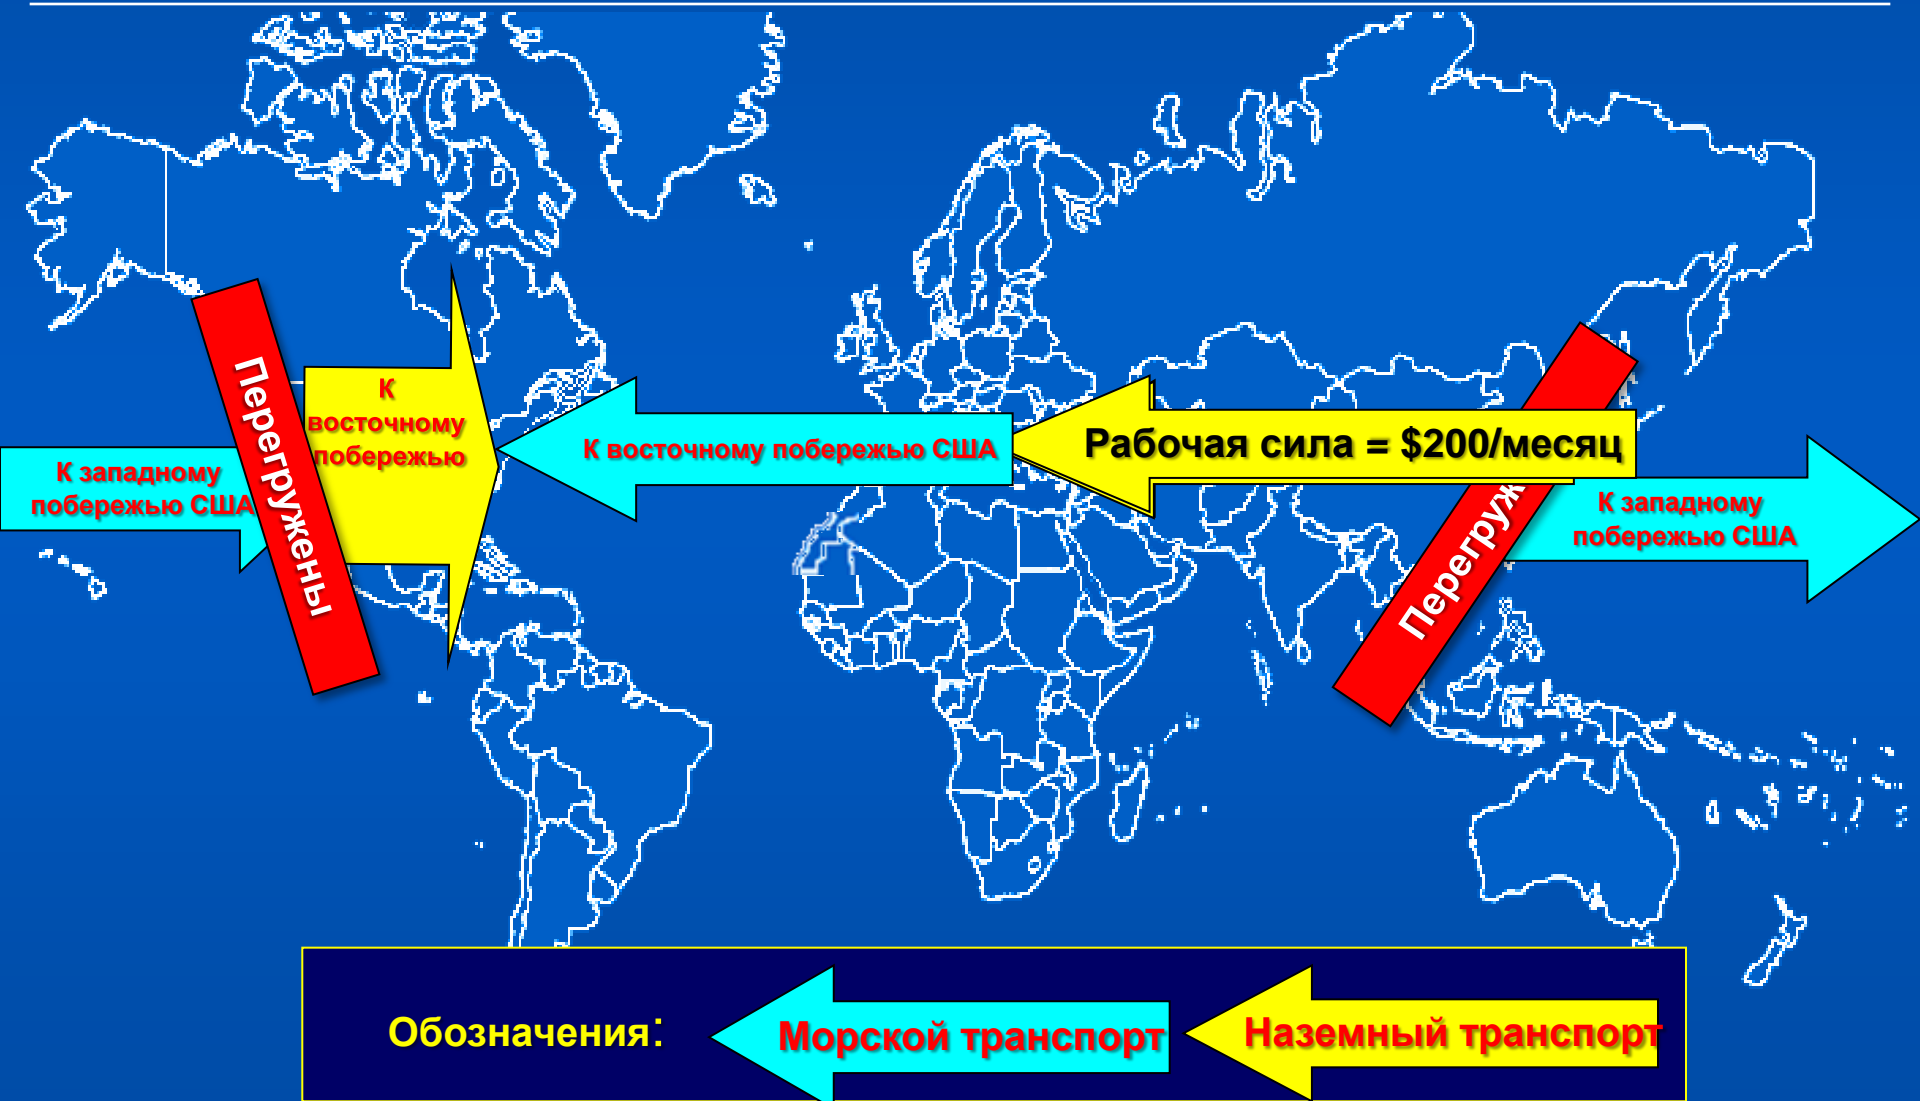 Перегружены
К
восточному
побережью
К западному
побережью США
К восточному побережью США
Рабочая сила = $200/месяц
Перегруж
К западному
побережью США
Обозначения:
Морской транспорт
Наземный транспорт